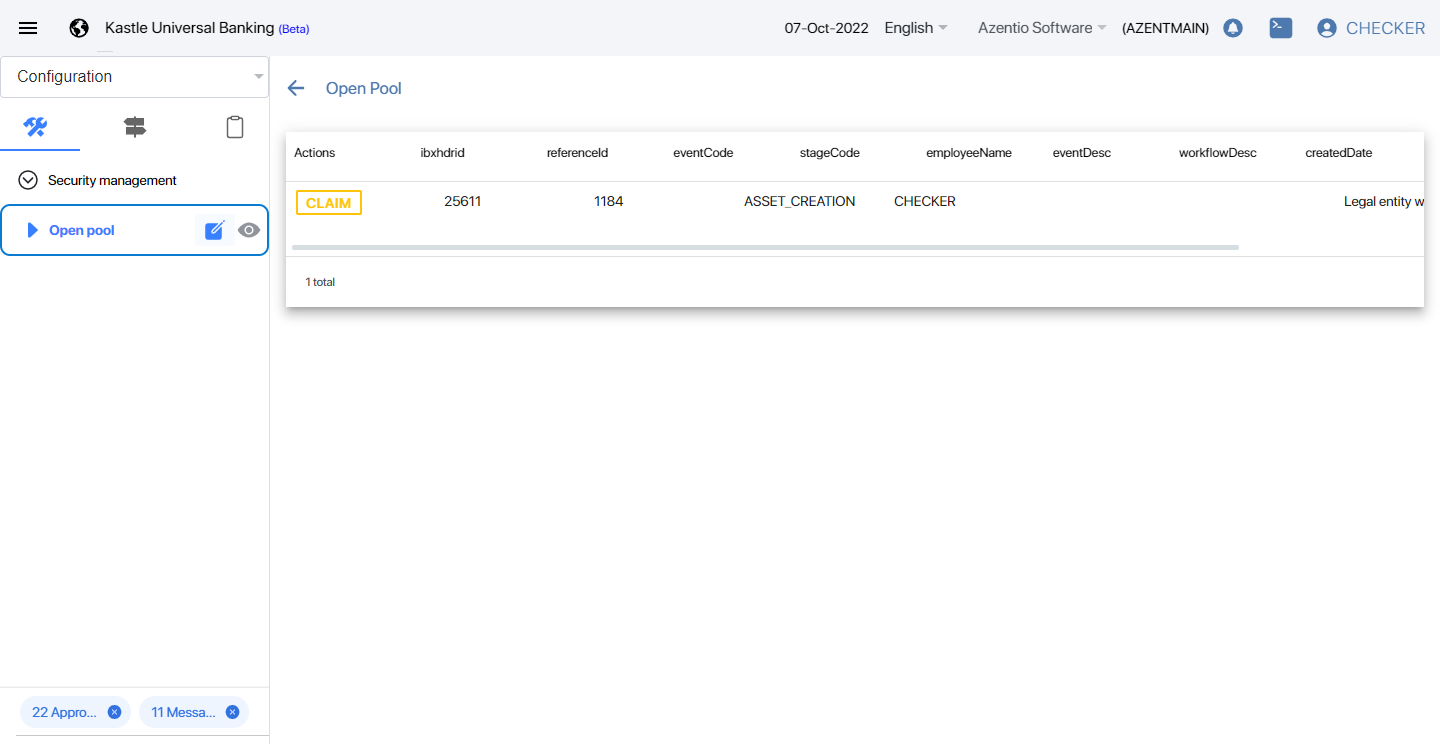 Kastle Universal Banking (Beta) 07-Oct-2022 English Azentio Software (AZENTMAIN) CHECKER
Configuration
Open Pool
Security management
Open pool
Actions ibxhdrid referenceId eventCode stageCode employeeName eventDesc workflowDesc createdDate
CLAIM 25611 1184 ASSET_CREATION CHECKER Legal entity w
1 total
22 Appro... 11 Messa...